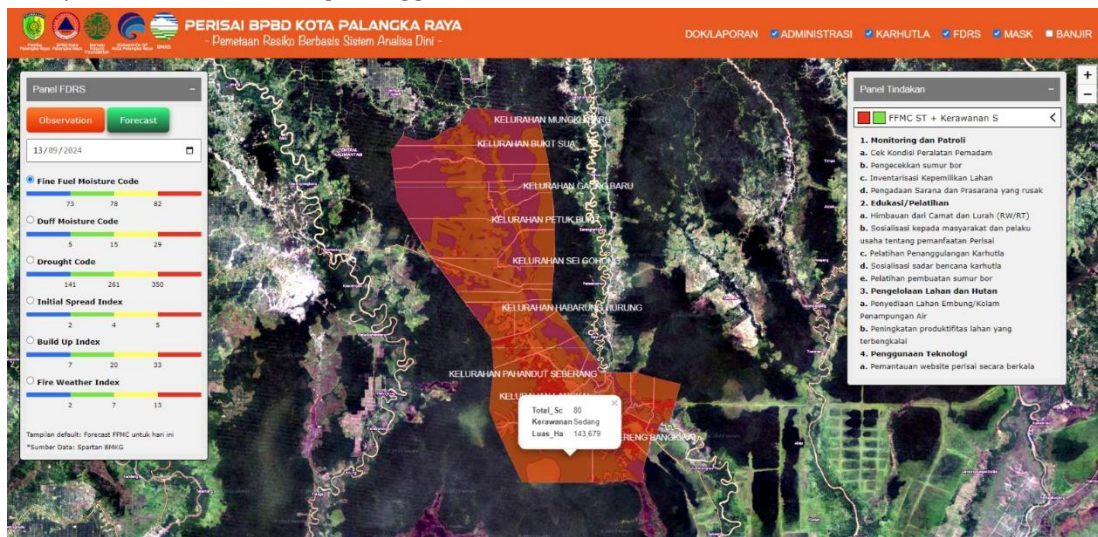 PERISAI BPBD KOTA PALANGKA RAYA
- Pemetaan Resiko Berbasis Sistem Analisa Dini -
BMKG
DOK/LAPORAN ADMINISTRASI KARHUTLA FDRS MASK BANJIR
Panel FDRS –
Observation Forecast
13/09/2024
Fine Fuel Moisture Code
73 78 82
Duff Moisture Code
5 15 29
Drought Code
141 261 350
Initial Spread Index
2 4 5
Build Up Index
7 20 33
Fire Weather Index
2 7 13
Tampilan default: Forecast FFMC untuk hari ini
*Sumber Data: Spartan BMKG
KELURAHAN BUKIT SUA
KELURAHAN PETUK BUKIT
KELURAHAN SEI GOHONG
KELURAHAN HABARUNG HURUNG
KELURAHAN PAHANDUT SEBERANG
Total_Sc 80
Kerawanan Sedang
Luas_Ha 143,679
×
+
–
Panel Tindakan –
FFMC ST + Kerawanan S
1. Monitoring dan Patroli
a. Cek Kondisi Peralatan Pemadam
b. Pengecekkan sumur bor
c. Inventarisasi Kepemilikan Lahan
d. Pengadaan Sarana dan Prasarana yang rusak
2. Edukasi/Pelatihan
a. Himbauan dari Camat dan Lurah (RW/RT)
b. Sosialisasi kepada masyarakat dan pelaku
usaha tentang pemanfaatan Perisai
c. Pelatihan Penanggulangan Karhutla
d. Sosialisasi sadar bencana karhutla
e. Pelatihan pembuatan sumur bor
3. Pengelolaan Lahan dan Hutan
a. Penyediaan Lahan Embung/Kolam
Penampungan Air
b. Peningkatan produktifitas lahan yang
terbengkalai
4. Penggunaan Teknologi
a. Pemantauan website perisai secara berkala